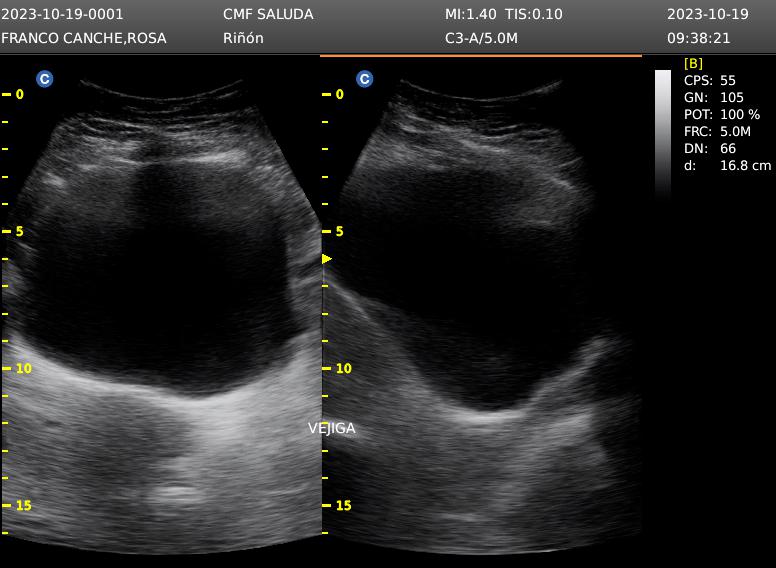 2023-10-19-0001 CMF SALUDA MI:1.40 TIS:0.10 2023-10-19
FRANCO CANCHE,ROSA Riñón C3-A/5.0M 09:38:21
C C
[B]
0 0
CPS: 55
GN: 105
POT: 100 %
FRC: 5.0M
DN: 66
d: 16.8 cm
5 5
10 10
VEJIGA
15 15